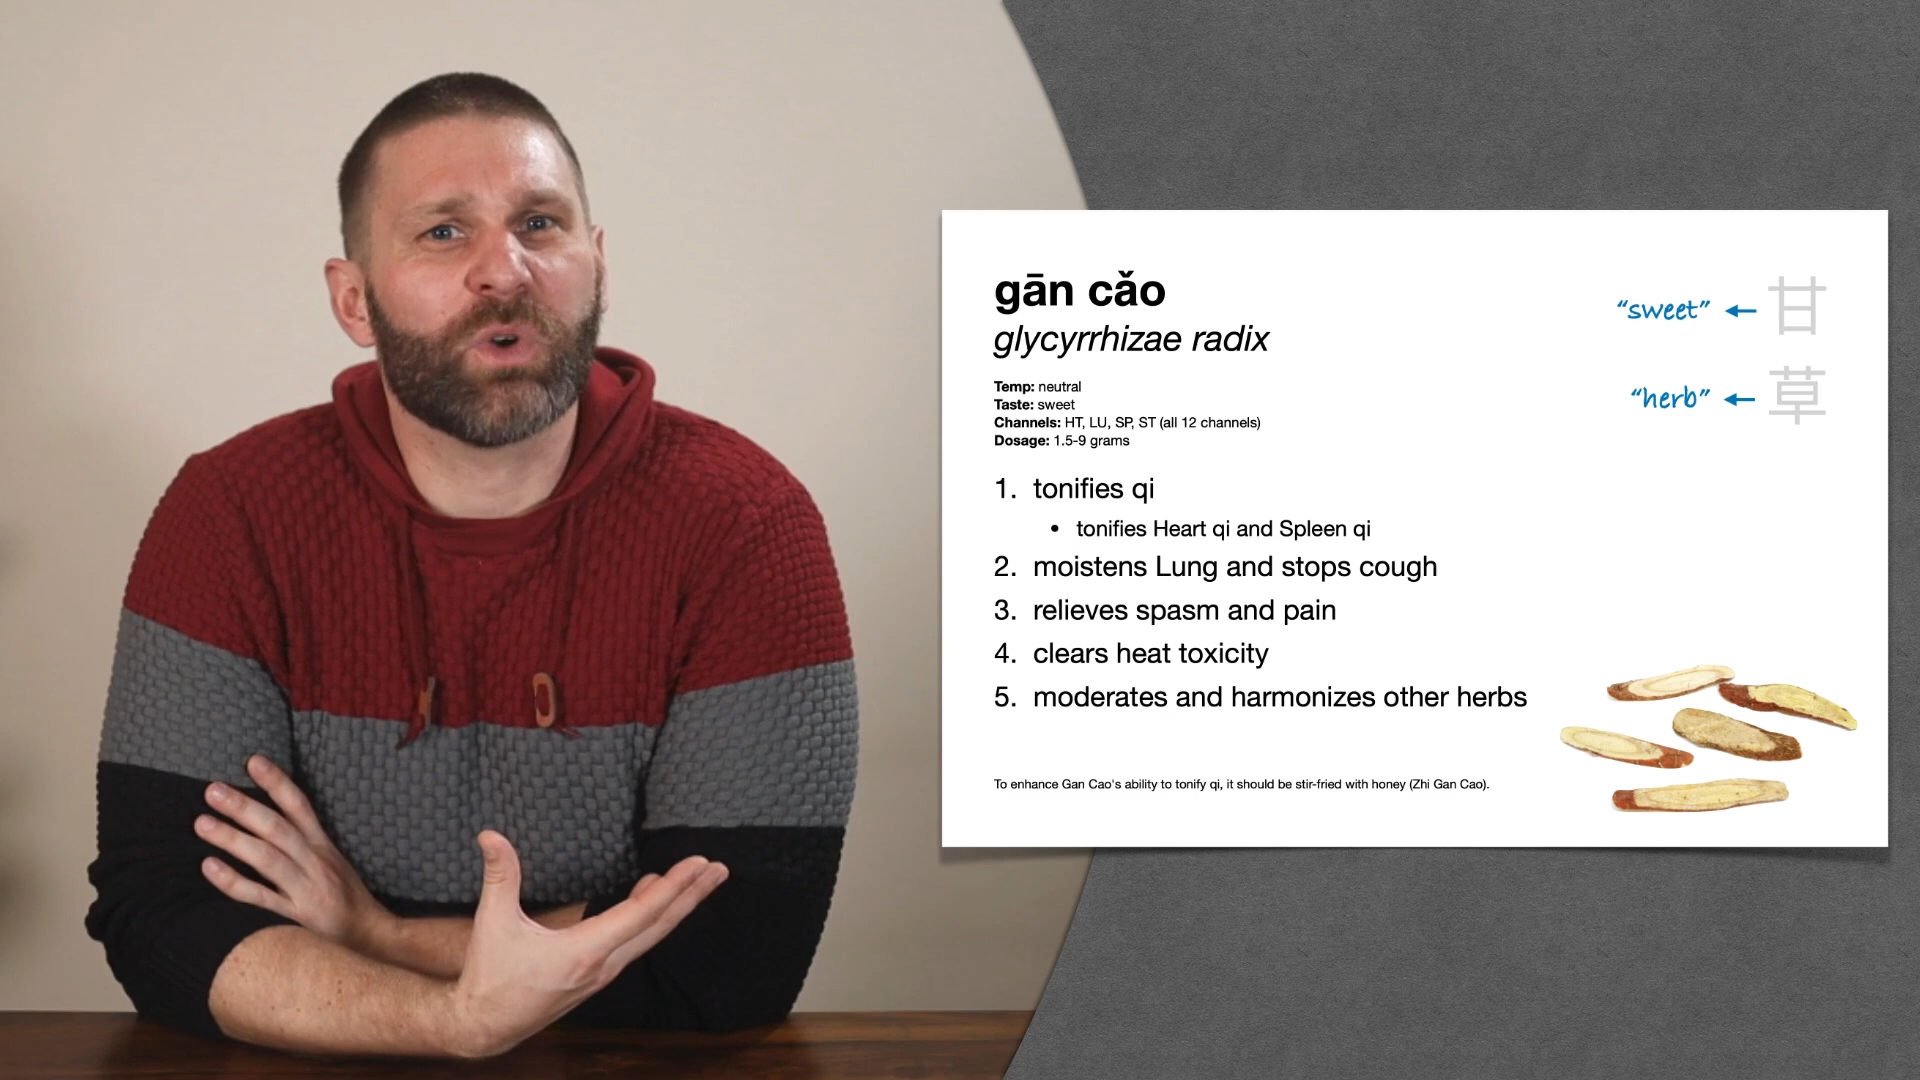 gān cǎo
glycyrrhizae radix
“sweet” ← 甘
“herb” ← 草
Temp: neutral
Taste: sweet
Channels: HT, LU, SP, ST (all 12 channels)
Dosage: 1.5-9 grams
1. tonifies qi
• tonifies Heart qi and Spleen qi
2. moistens Lung and stops cough
3. relieves spasm and pain
4. clears heat toxicity
5. moderates and harmonizes other herbs
To enhance Gan Cao's ability to tonify qi, it should be stir-fried with honey (Zhi Gan Cao).